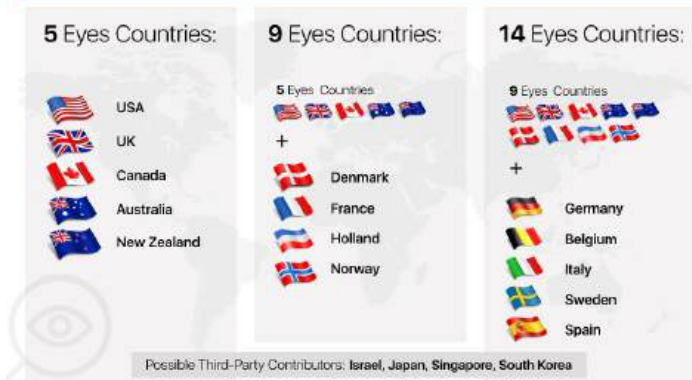 5 Eyes Countries:
USA
UK
Canada
Australia
New Zealand
9 Eyes Countries:
5 Eyes Countries
+
Denmark
France
Holland
Norway
14 Eyes Countries:
9 Eyes Countries
+
Germany
Belgium
Italy
Sweden
Spain
Possible Third-Party Contributors: Israel, Japan, Singapore, South Korea